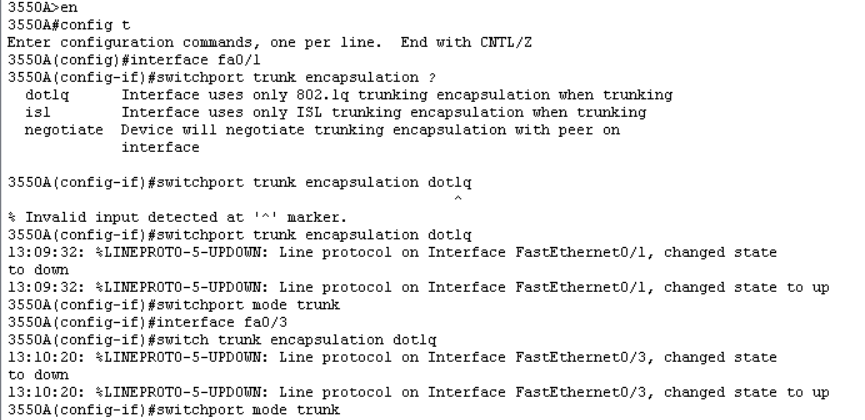 3550A>en
3550A#config t
Enter configuration commands, one per line.  End with CNTL/Z
3550A(config)#interface fa0/1
3550A(config-if)#switchport trunk encapsulation ?
  dot1q      Interface uses only 802.1q trunking encapsulation when trunking
  isl        Interface uses only ISL trunking encapsulation when trunking
  negotiate  Device will negotiate trunking encapsulation with peer on
             interface
3550A(config-if)#switchport trunk encapsulation dotlq
                                                   ^
% Invalid input detected at '^' marker.
3550A(config-if)#switchport trunk encapsulation dot1q
13:09:32: %LINEPROTO-5-UPDOWN: Line protocol on Interface FastEthernet0/1, changed state
to down
13:09:32: %LINEPROTO-5-UPDOWN: Line protocol on Interface FastEthernet0/1, changed state to up
3550A(config-if)#switchport mode trunk
3550A(config-if)#interface fa0/3
3550A(config-if)#switch trunk encapsulation dot1q
13:10:20: %LINEPROTO-5-UPDOWN: Line protocol on Interface FastEthernet0/3, changed state
to down
13:10:20: %LINEPROTO-5-UPDOWN: Line protocol on Interface FastEthernet0/3, changed state to up
3550A(config-if)#switchport mode trunk